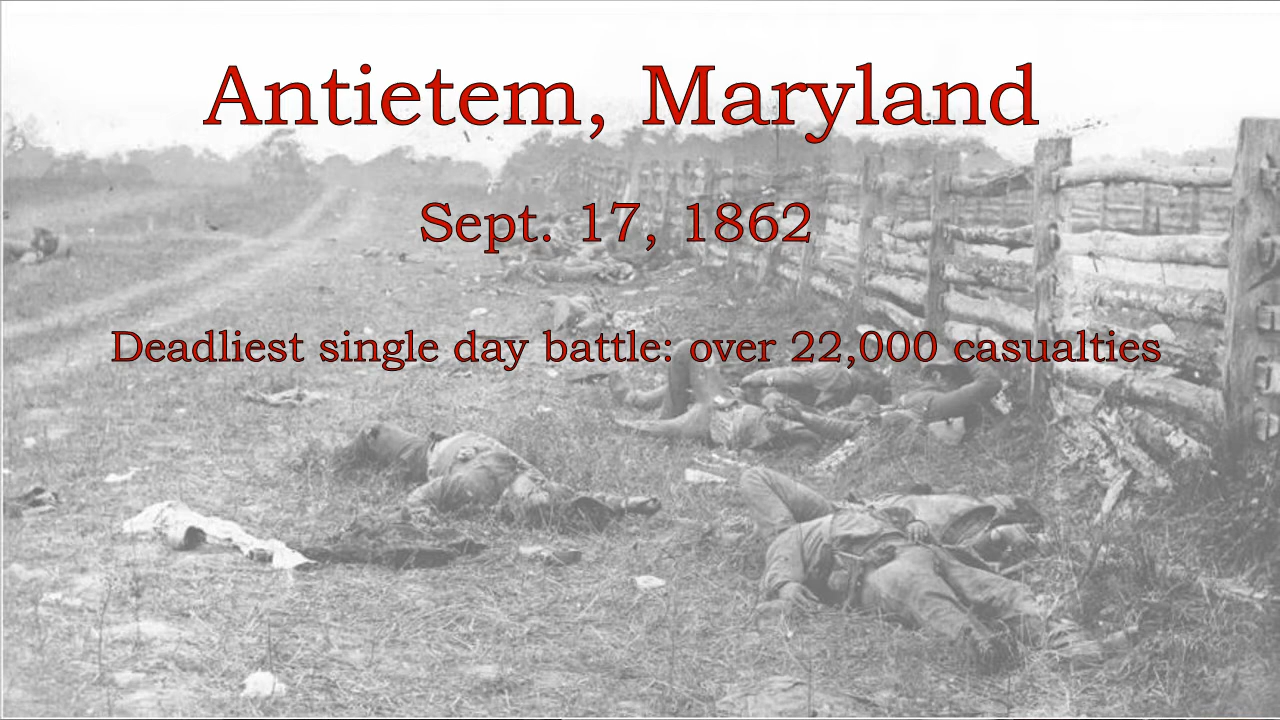 Antietem, Maryland
Sept. 17, 1862
Deadliest single day battle: over 22,000 casualties